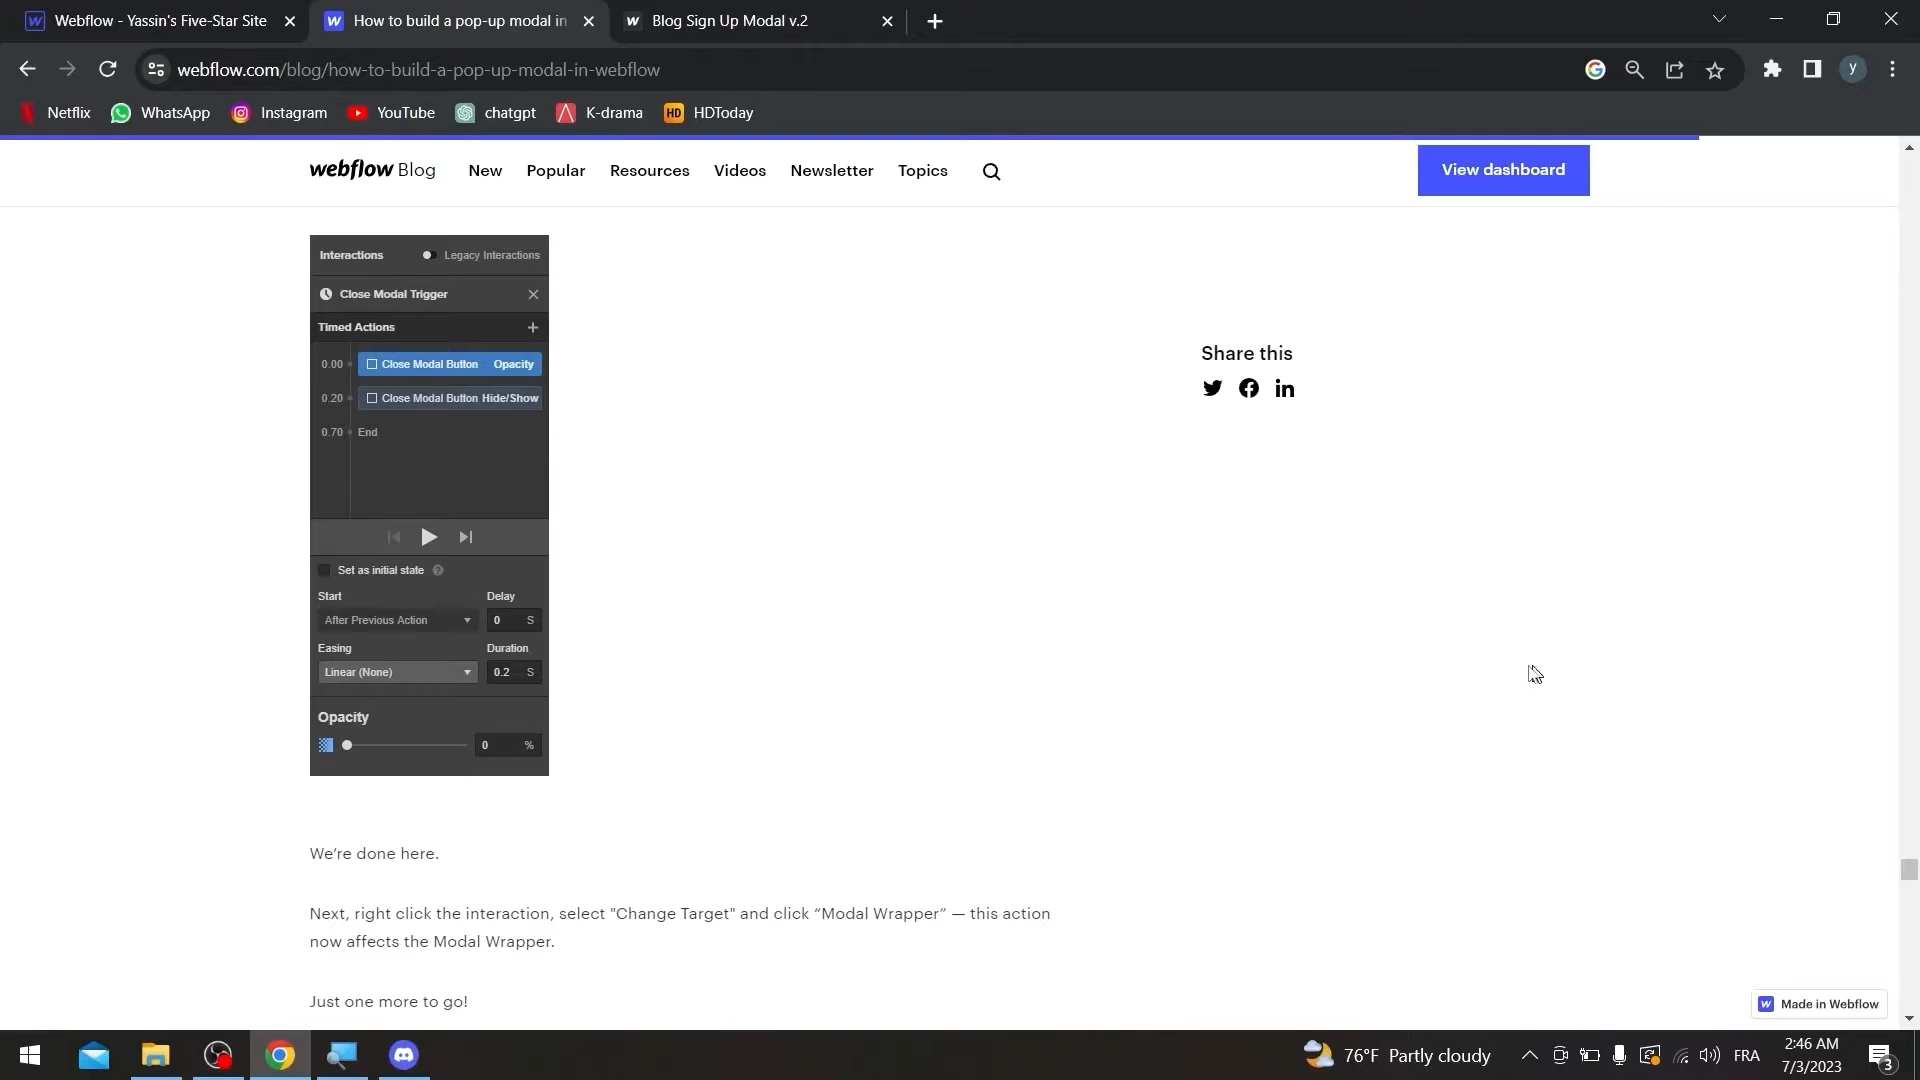 Webflow - Yassin's Five-Star Site
How to build a pop-up modal in
Blog Sign Up Modal v.2
webflow.com/blog/how-to-build-a-pop-up-modal-in-webflow
y
Netflix
WhatsApp
Instagram
YouTube
chatgpt
K-drama
HD HDToday
webflow Blog
New
Popular
Resources
Videos
Newsletter
Topics
View dashboard
Interactions
Legacy Interactions
Close Modal Trigger
Timed Actions
0.00 Close Modal Button Opacity
0.20 Close Modal Button Hide/Show
0.70 End
Set as initial state ?
Start Delay
After Previous Action 0 S
Easing Duration
Linear (None) 0.2 S
Opacity
0 %
Share this
We're done here.
Next, right click the interaction, select "Change Target" and click “Modal Wrapper” — this action
now affects the Modal Wrapper.
Just one more to go!
Made in Webflow
76°F Partly cloudy
FRA
2:46 AM
7/3/2023
3